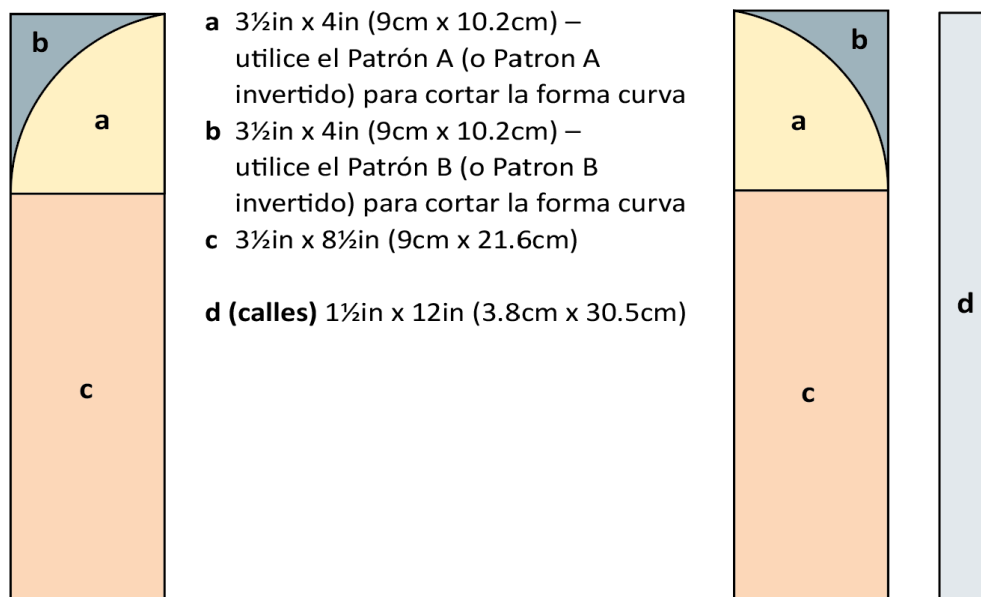 b
a
c
a 3½in x 4in (9cm x 10.2cm) –
utilice el Patrón A (o Patron A
invertido) para cortar la forma curva
b 3½in x 4in (9cm x 10.2cm) –
utilice el Patrón B (o Patron B
invertido) para cortar la forma curva
c 3½in x 8½in (9cm x 21.6cm)
d (calles) 1½in x 12in (3.8cm x 30.5cm)
b
a
c
d